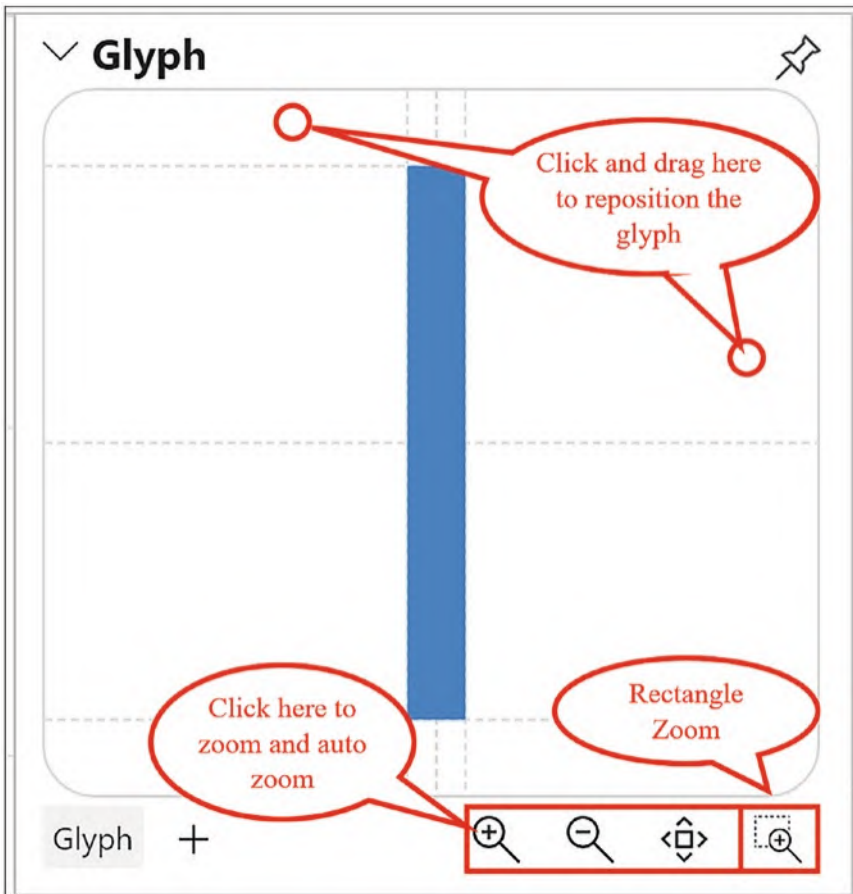 Glyph
Click and drag here
to reposition the
glyph
Click here to
zoom and auto
zoom
Rectangle
Zoom
Glyph +